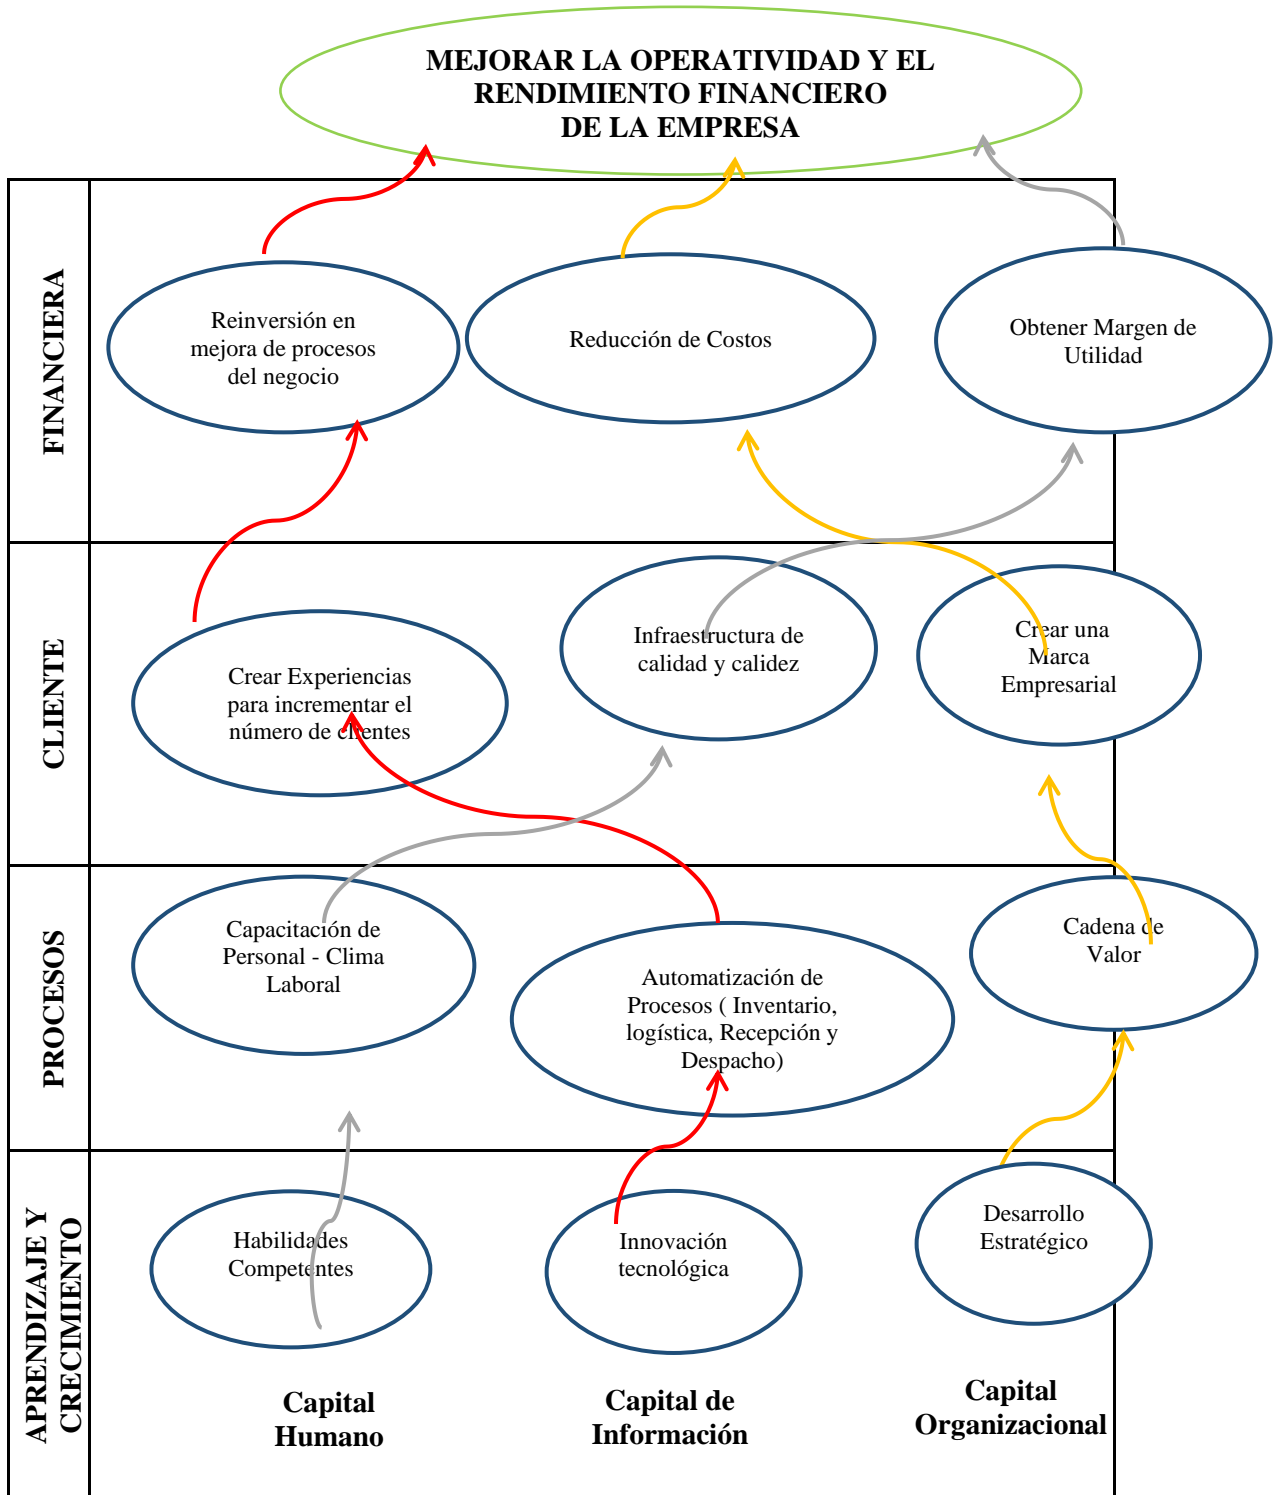 MEJORAR LA OPERATIVIDAD Y EL
RENDIMIENTO FINANCIERO
DE LA EMPRESA
FINANCIERA
Reinversión en
mejora de procesos
del negocio
Reducción de Costos
Obtener Margen de
Utilidad
CLIENTE
Crear Experiencias
para incrementar el
número de clientes
Infraestructura de
calidad y calidez
Crear una
Marca
Empresarial
PROCESOS
Capacitación de
Personal - Clima
Laboral
Automatización de
Procesos ( Inventario,
logística, Recepción y
Despacho)
Cadena de
Valor
APRENDIZAJE Y
CRECIMIENTO
Habilidades
Competentes
Innovación
tecnológica
Desarrollo
Estratégico
Capital
Humano
Capital de
Información
Capital
Organizacional